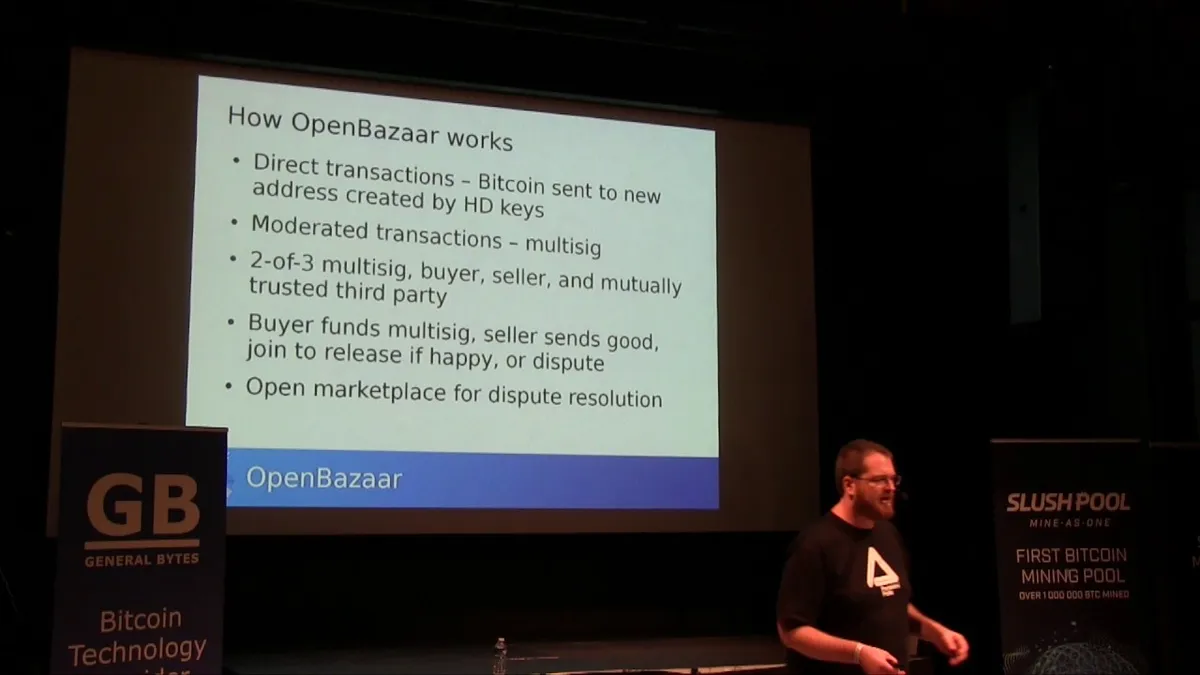 How OpenBazaar works
• Direct transactions – Bitcoin sent to new
address created by HD keys
• Moderated transactions – multisig
• 2-of-3 multisig, buyer, seller, and mutually
trusted third party
• Buyer funds multisig, seller sends good,
join to release if happy, or dispute
• Open marketplace for dispute resolution
OpenBazaar
GB
GENERAL BYTES
Bitcoin
Technology
SLUSH POOL
MINE-AS-ONE
FIRST BITCOIN
MINING POOL
OVER 1 000 000 BTC MINED